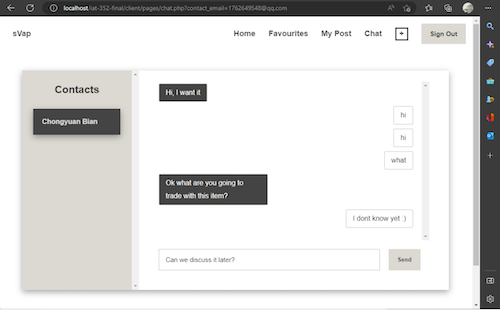 localhost/iat-352-final/client/pages/chat.php?contact_email=1762649548@qq.com
sVap
Home Favourites My Post Chat + Sign Out
Contacts
Chongyuan Bian
Hi, I want it
hi
hi
what
Ok what are you going to
trade with this item?
I dont know yet :)
Can we discuss it later?
Send